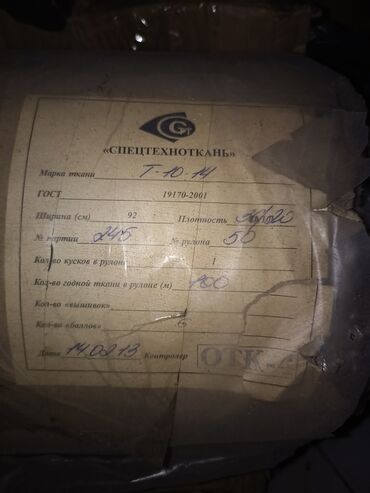 «СПЕЦТЕХНОТКАНЬ»
Марка ткани Т-10-14
ГОСТ 19170-2001
Ширина (см) 92 Плотность
№ партии 245 № рулона 50
Кол-во кусков в рулоне 1
Кол-во годной ткани в рулоне (м) 100
Кол-во «вышивок»
Кол-во «баллов» 6
Дата 14.02.13 Контролер ОТК